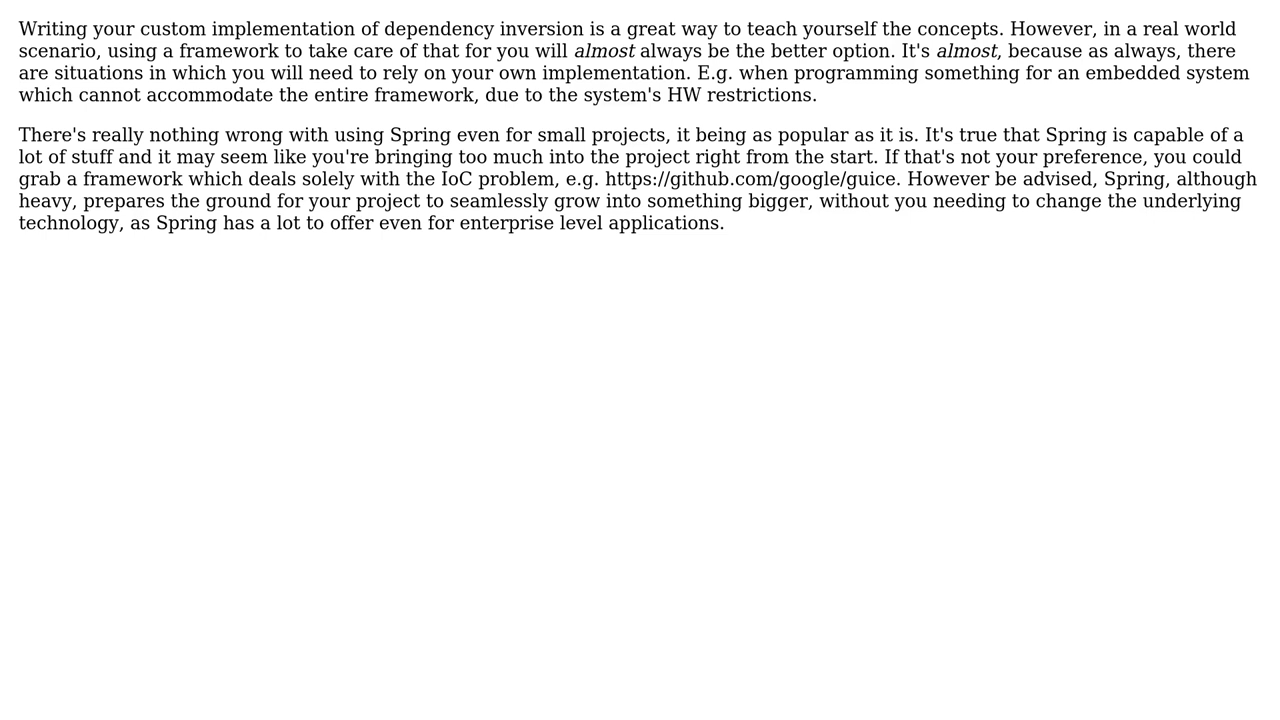 Writing your custom implementation of dependency inversion is a great way to teach yourself the concepts. However, in a real world
scenario, using a framework to take care of that for you will almost always be the better option. It's almost, because as always, there
are situations in which you will need to rely on your own implementation. E.g. when programming something for an embedded system
which cannot accommodate the entire framework, due to the system's HW restrictions.
There's really nothing wrong with using Spring even for small projects, it being as popular as it is. It's true that Spring is capable of a
lot of stuff and it may seem like you're bringing too much into the project right from the start. If that's not your preference, you could
grab a framework which deals solely with the IoC problem, e.g. https://github.com/google/guice. However be advised, Spring, although
heavy, prepares the ground for your project to seamlessly grow into something bigger, without you needing to change the underlying
technology, as Spring has a lot to offer even for enterprise level applications.